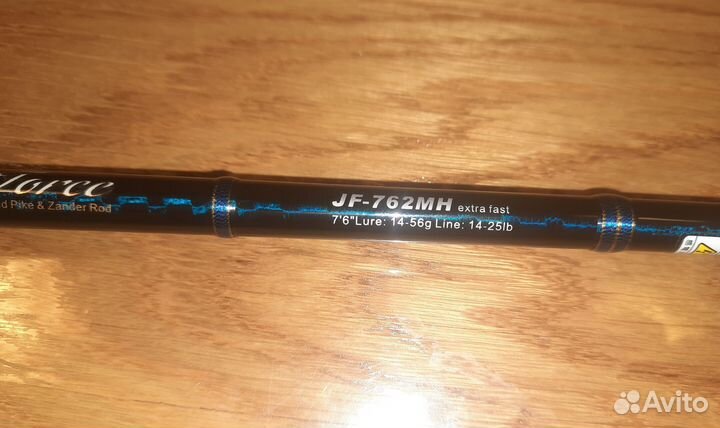 JF-762MH extra fast
Pike & Zander Rod
7'6"Lure: 14-56g Line: 14-25lb
Avito